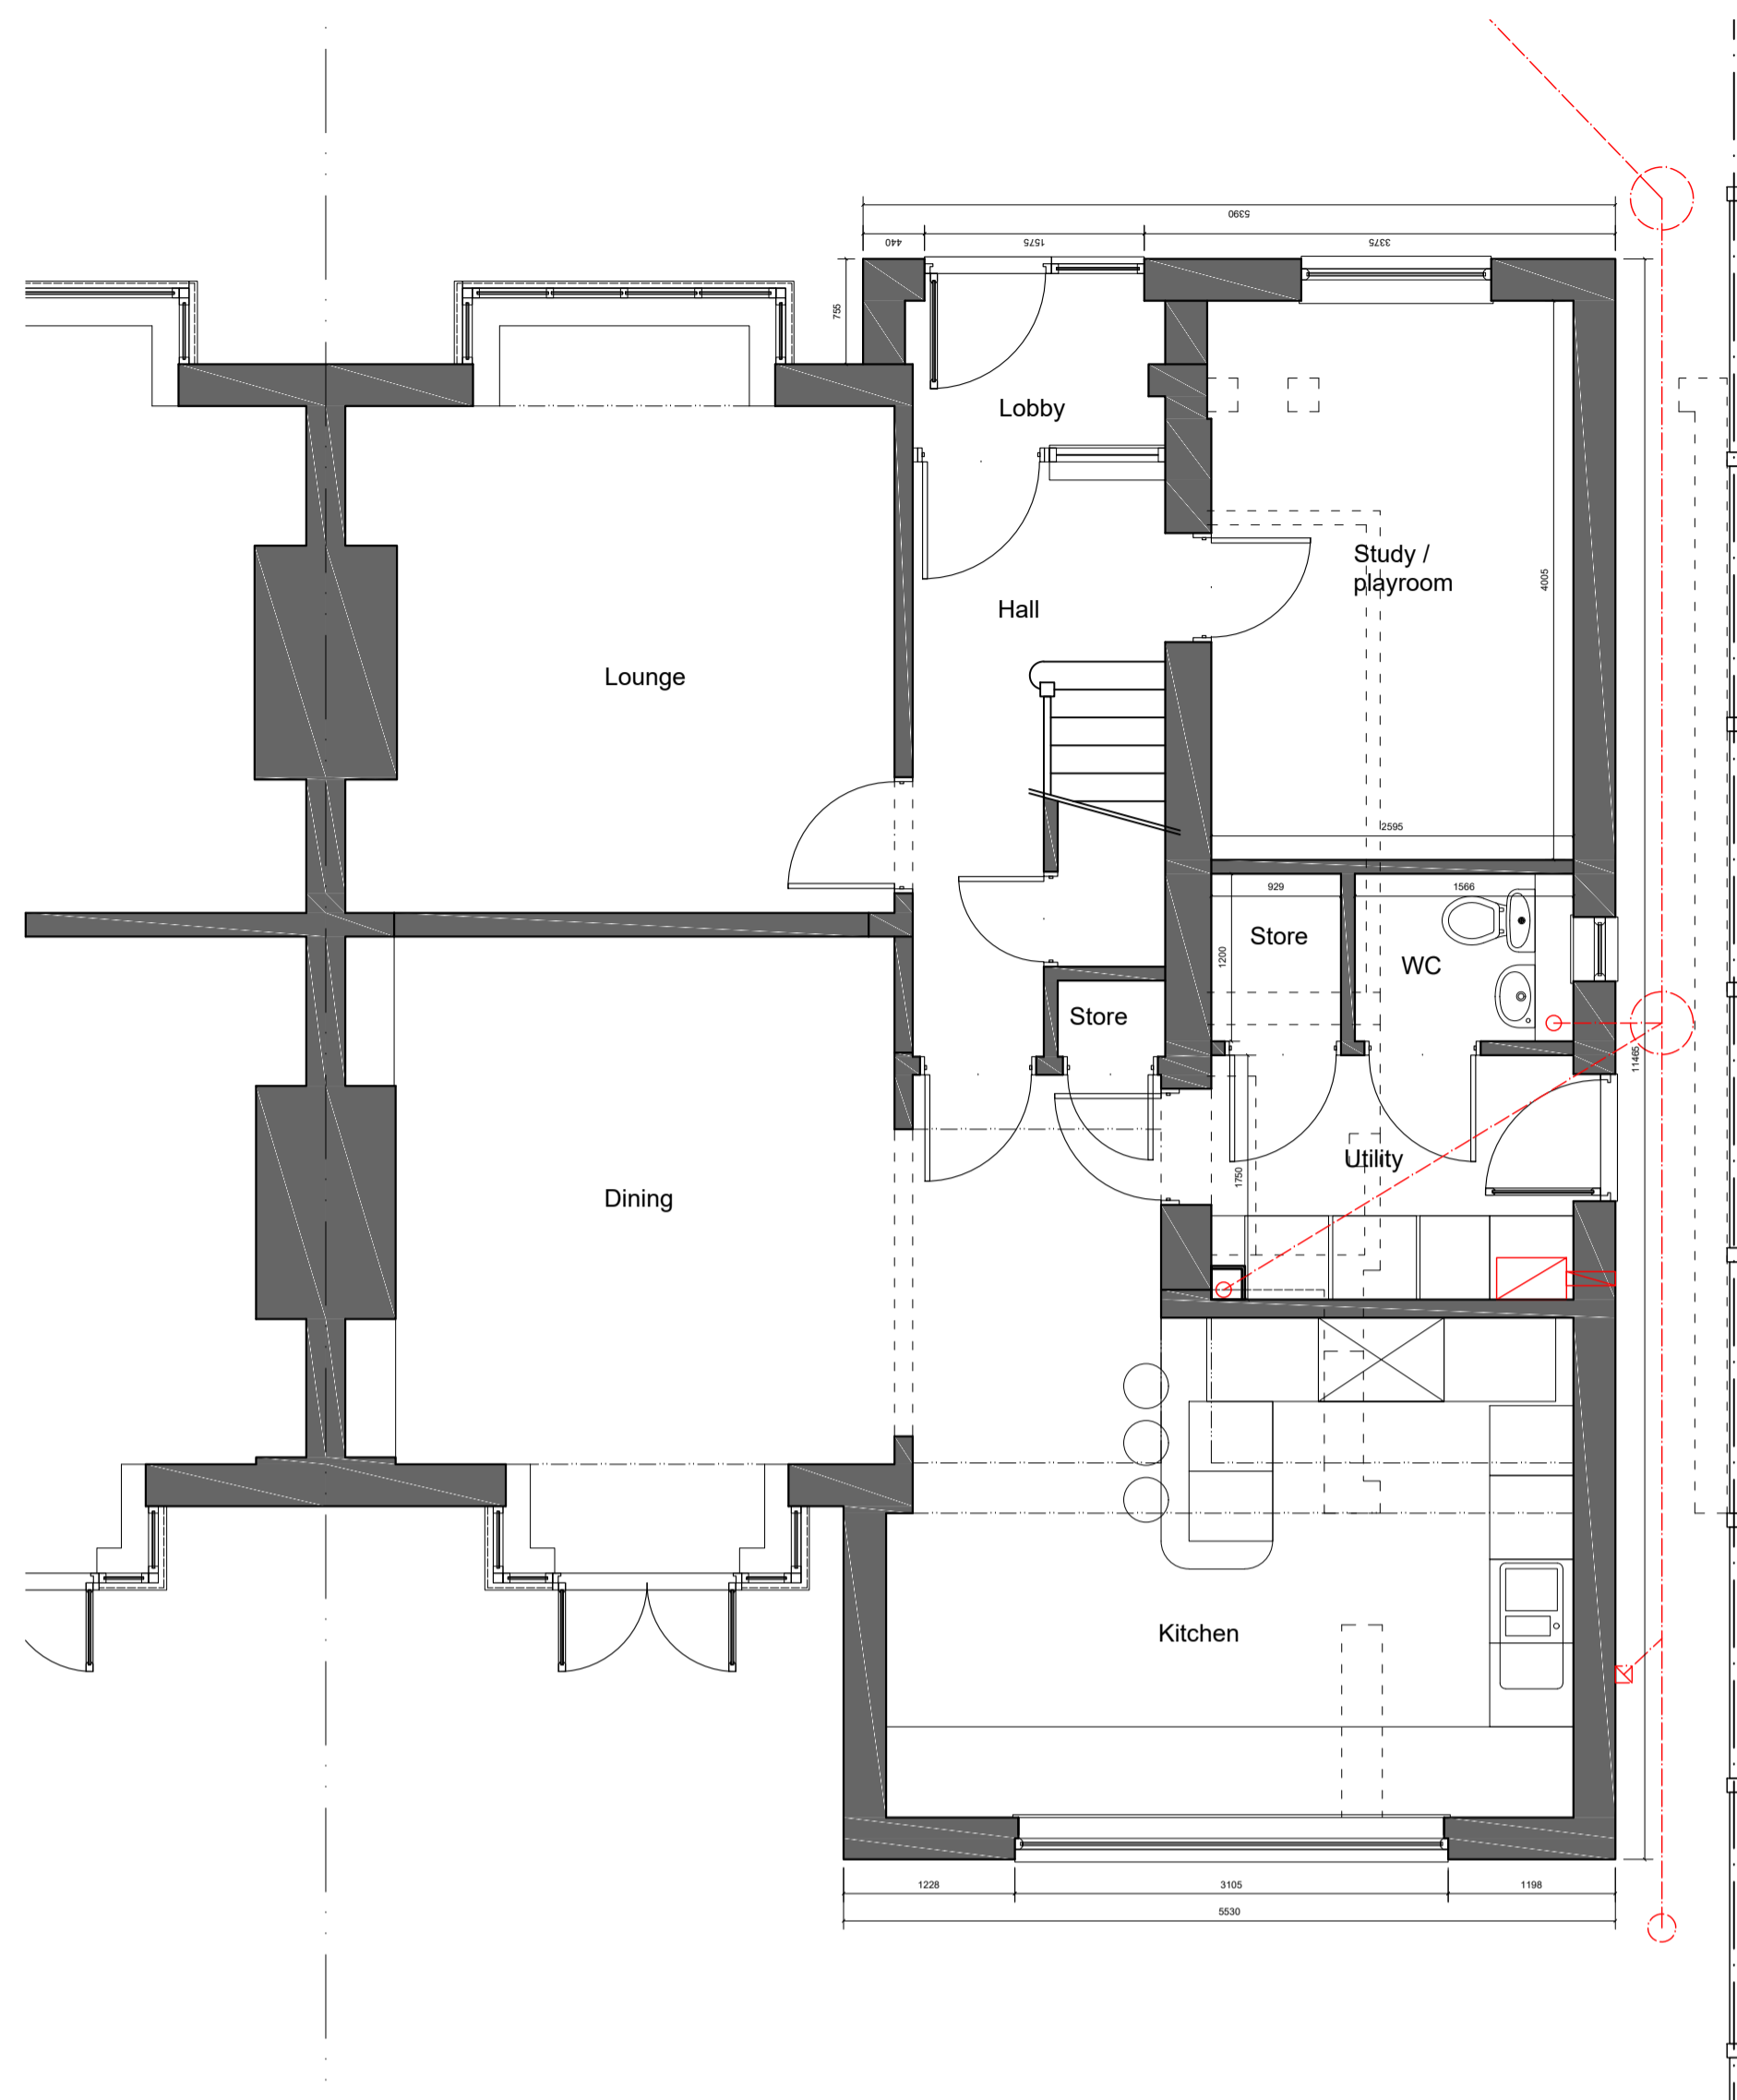 5390
440
1575
3375
755
Lobby
Study /
playroom
4005
Hall
Lounge
2595
929
1566
Store
1200
WC
Store
11465
Utility
1750
Dining
Kitchen
1228
3105
1198
5530